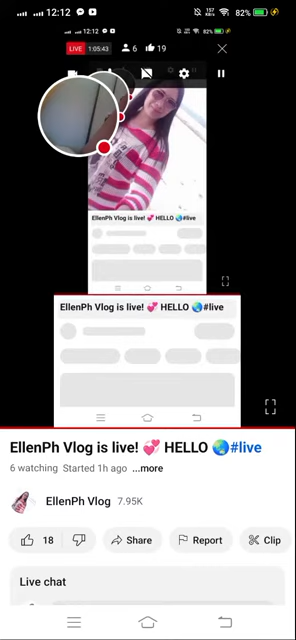 12:12
157 KB/s
82%
12:12
82%
LIVE 1:05:43 6 19
EllenPh Vlog is live! 💞 HELLO 🌏#live
EllenPh Vlog is live! 💞 HELLO 🌏#live
EllenPh Vlog is live! 💞 HELLO 🌏#live
6 watching Started 1h ago ...more
EllenPh Vlog 7.95K
18 Share Report Clip
Live chat